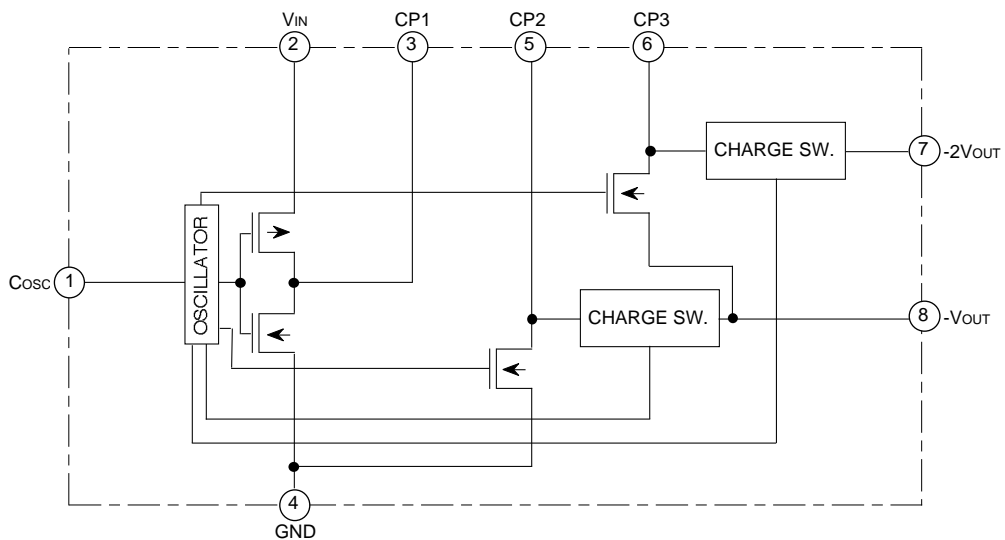 VIN CP1 CP2 CP3
2 3 5 6
CHARGE SW. 7 -2VOUT
OSCILLATOR
COSC 1
CHARGE SW. 8 -VOUT
4
GND